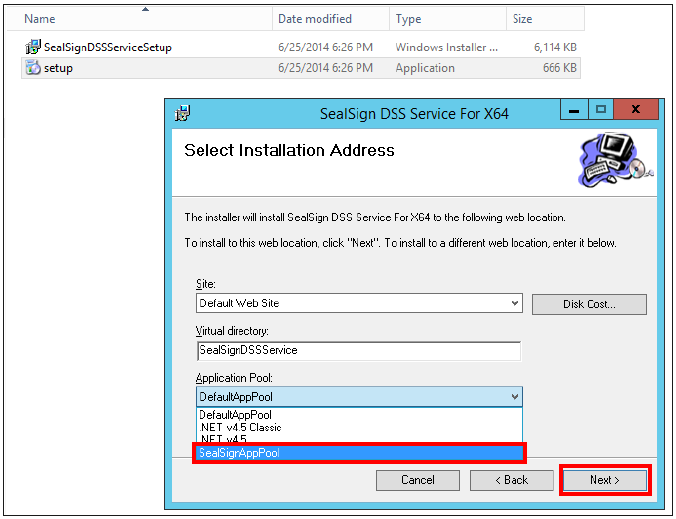 Name Date modified Type Size
SealSignDSSServiceSetup 6/25/2014 6:26 PM Windows Installer ... 6,114 KB
setup 6/25/2014 6:26 PM Application 666 KB
SealSign DSS Service For X64
Select Installation Address
The installer will install SealSign DSS Service For X64 to the following web location.
To install to this web location, click "Next". To install to a different web location, enter it below.
Site:
Default Web Site Disk Cost...
Virtual directory:
SealSignDSSService
Application Pool:
DefaultAppPool
DefaultAppPool
.NET v4.5 Classic
.NET v4.5
SealSignAppPool
Cancel < Back Next >